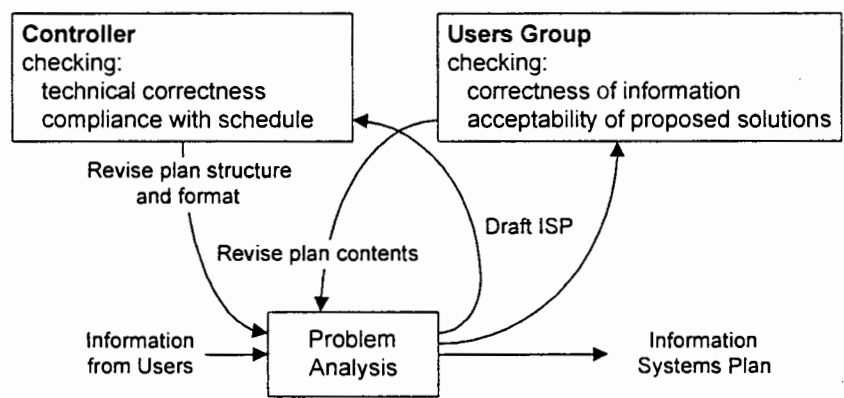 Controller
checking:
technical correctness
compliance with schedule
Users Group
checking:
correctness of information
acceptability of proposed solutions
Revise plan structure
and format
Revise plan contents
Draft ISP
Information
from Users
Problem
Analysis
Information
Systems Plan